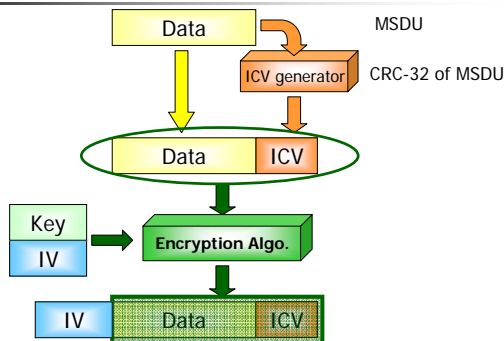 Data
MSDU
ICV generator
CRC-32 of MSDU
Data
ICV
Key
IV
Encryption Algo.
IV
Data
ICV